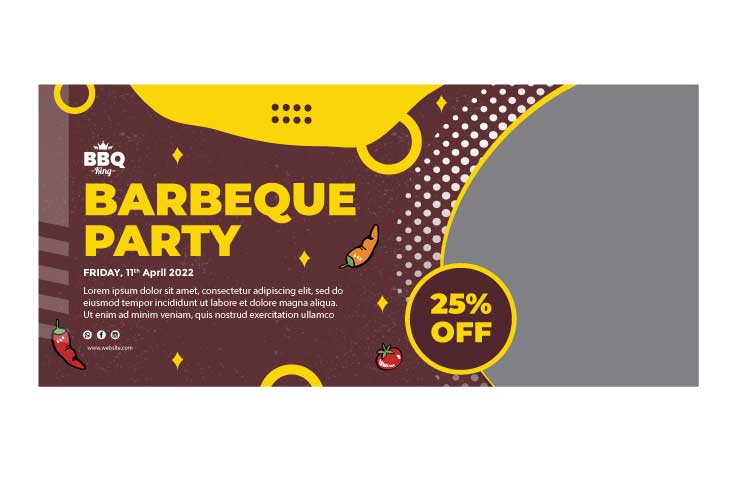 BBQ
-King-
BARBEQUE
PARTY
FRIDAY, 11th April 2022
Lorem ipsum dolor sit amet, consectetur adipiscing elit, sed do
eiusmod tempor incididunt ut labore et dolore magna aliqua.
Ut enim ad minim veniam, quis nostrud exercitation ullamco
www.website.com
25%
OFF